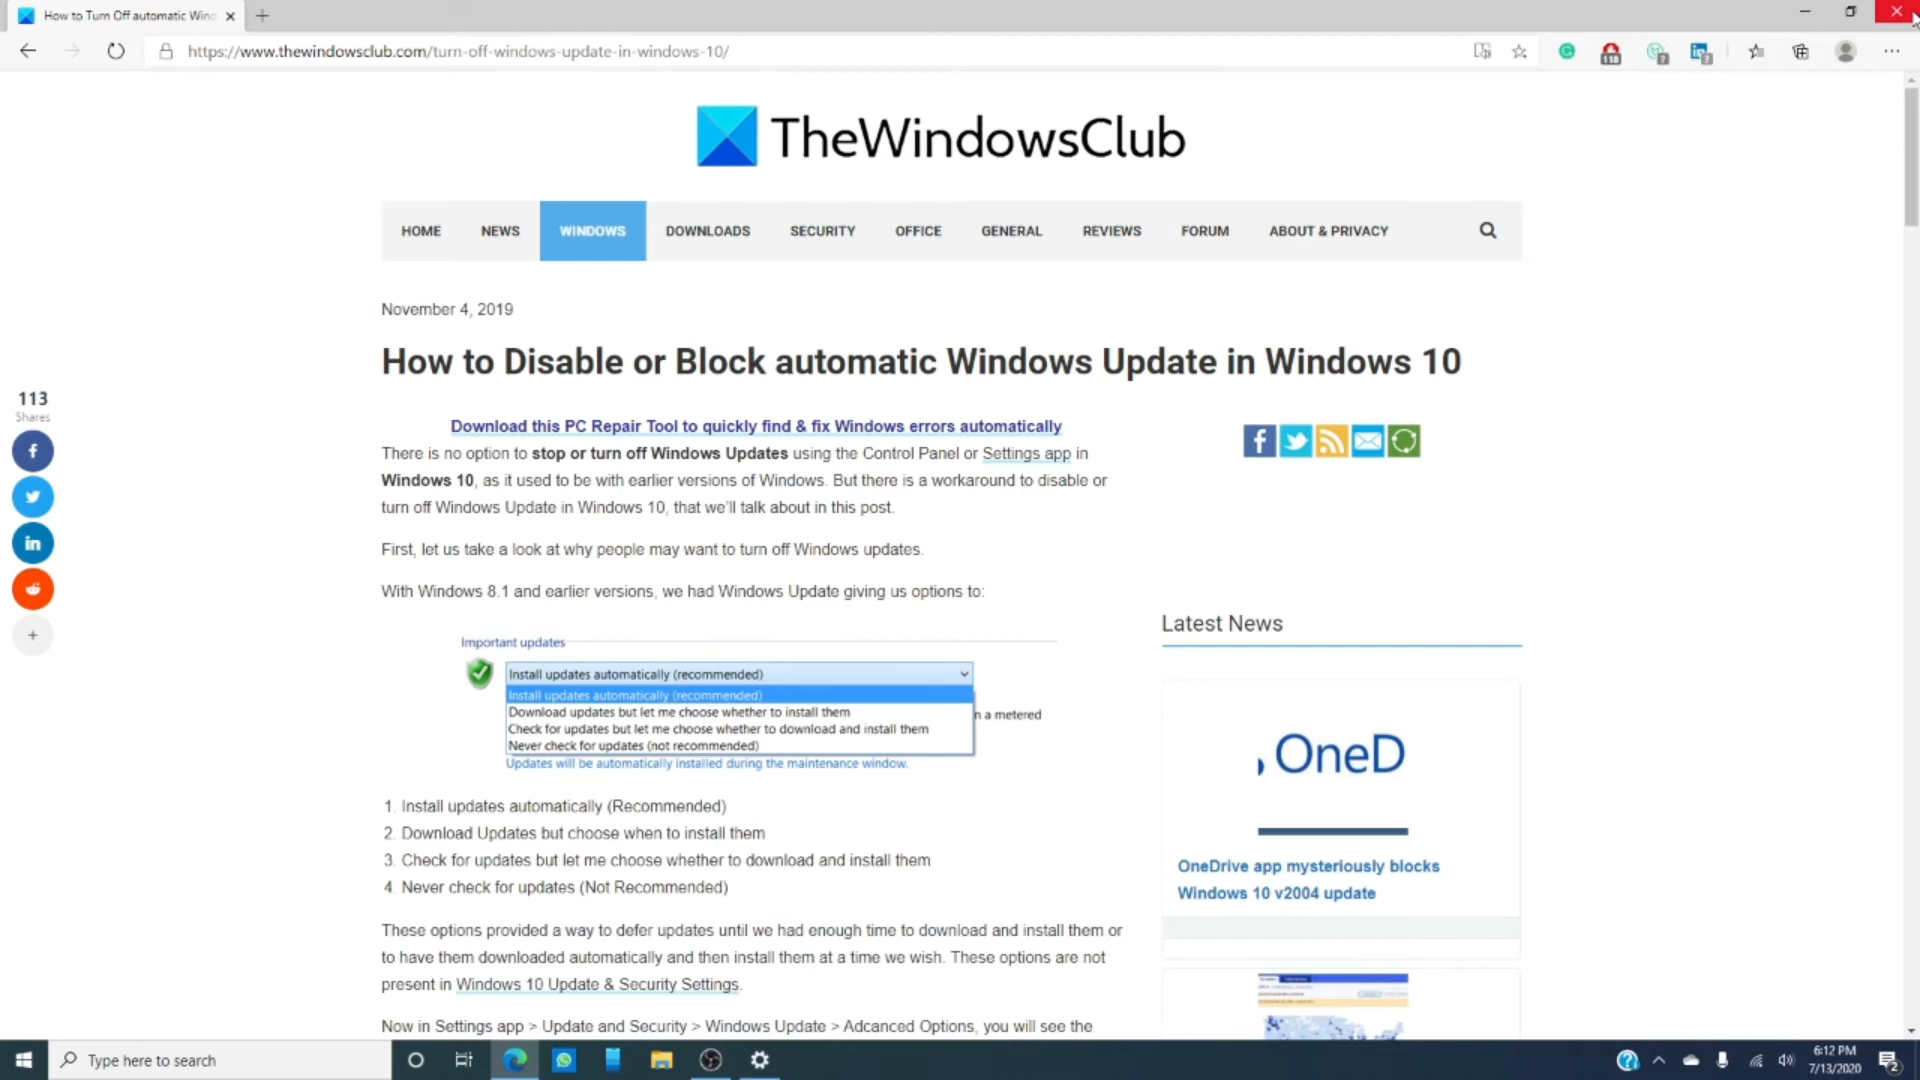 How to Turn Off automatic Wind
https://www.thewindowsclub.com/turn-off-windows-update-in-windows-10/
118
TheWindowsClub
HOME NEWS WINDOWS DOWNLOADS SECURITY OFFICE GENERAL REVIEWS FORUM ABOUT & PRIVACY
November 4, 2019
How to Disable or Block automatic Windows Update in Windows 10
113
Shares
Download this PC Repair Tool to quickly find & fix Windows errors automatically
There is no option to stop or turn off Windows Updates using the Control Panel or Settings app in
Windows 10, as it used to be with earlier versions of Windows. But there is a workaround to disable or
turn off Windows Update in Windows 10, that we'll talk about in this post.
First, let us take a look at why people may want to turn off Windows updates.
With Windows 8.1 and earlier versions, we had Windows Update giving us options to:
Important updates
Install updates automatically (recommended)
Install updates automatically (recommended)
Download updates but let me choose whether to install them
n a metered
Check for updates but let me choose whether to download and install them
Never check for updates (not recommended)
Updates will be automatically installed during the maintenance window.
1. Install updates automatically (Recommended)
2. Download Updates but choose when to install them
3. Check for updates but let me choose whether to download and install them
4. Never check for updates (Not Recommended)
These options provided a way to defer updates until we had enough time to download and install them or
to have them downloaded automatically and then install them at a time we wish. These options are not
present in Windows 10 Update & Security Settings.
Now in Settings app > Update and Security > Windows Update > Adcanced Options, you will see the
Latest News
OneD
OneDrive app mysteriously blocks
Windows 10 v2004 update
Type here to search
6:12 PM
7/13/2020
2